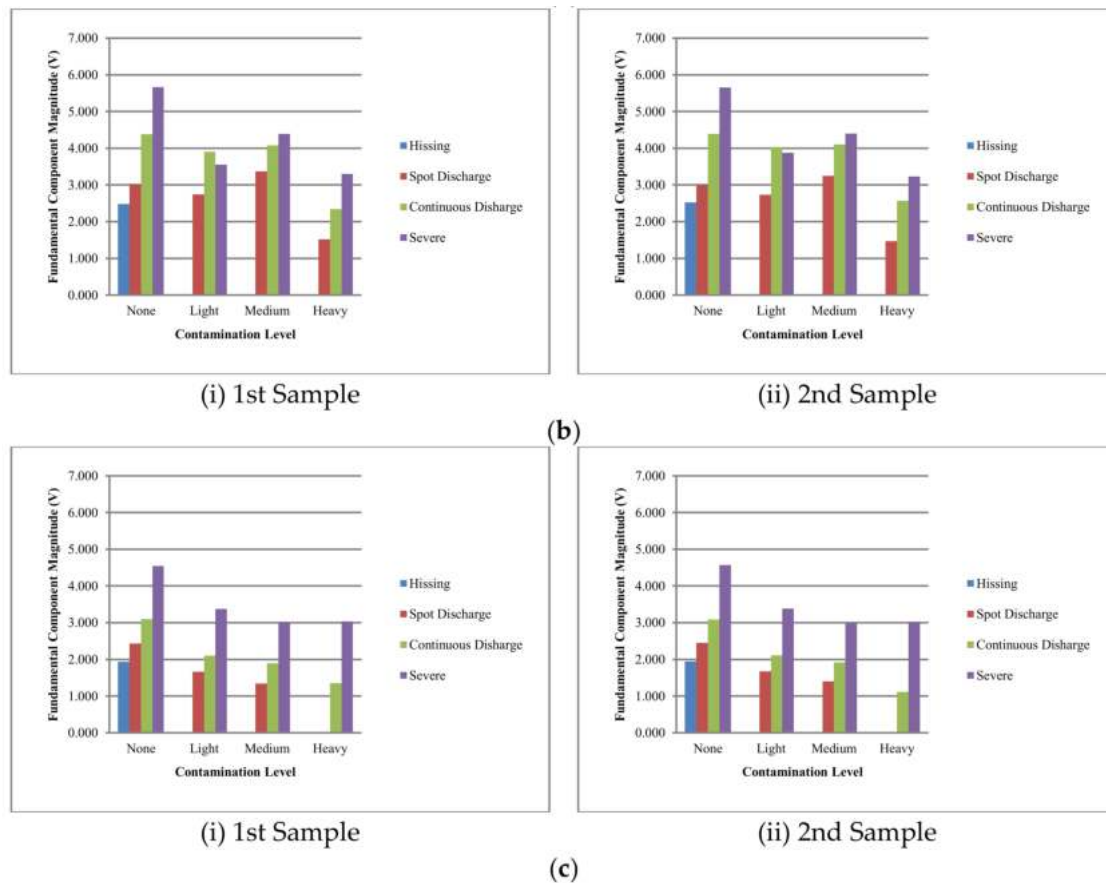 7.000
6.000
5.000
4.000
3.000
2.000
1.000
0.000
Fundamental Component Magnitude (V)
None Light Medium Heavy
Contamination Level
Hissing
Spot Discharge
Continuous Disharge
Severe
(i) 1st Sample
7.000
6.000
5.000
4.000
3.000
2.000
1.000
0.000
Fundamental Component Magnitude (V)
None Light Medium Heavy
Contamination Level
Hissing
Spot Discharge
Continuous Disharge
Severe
(ii) 2nd Sample
(b)
7.000
6.000
5.000
4.000
3.000
2.000
1.000
0.000
Fundamental Component Magnitude (V)
None Light Medium Heavy
Contamination Level
Hissing
Spot Discharge
Continuous Disharge
Severe
(i) 1st Sample
7.000
6.000
5.000
4.000
3.000
2.000
1.000
0.000
Fundamental Component Magnitude (V)
None Light Medium Heavy
Contamination Level
Hissing
Spot Discharge
Continuous Disharge
Severe
(ii) 2nd Sample
(c)